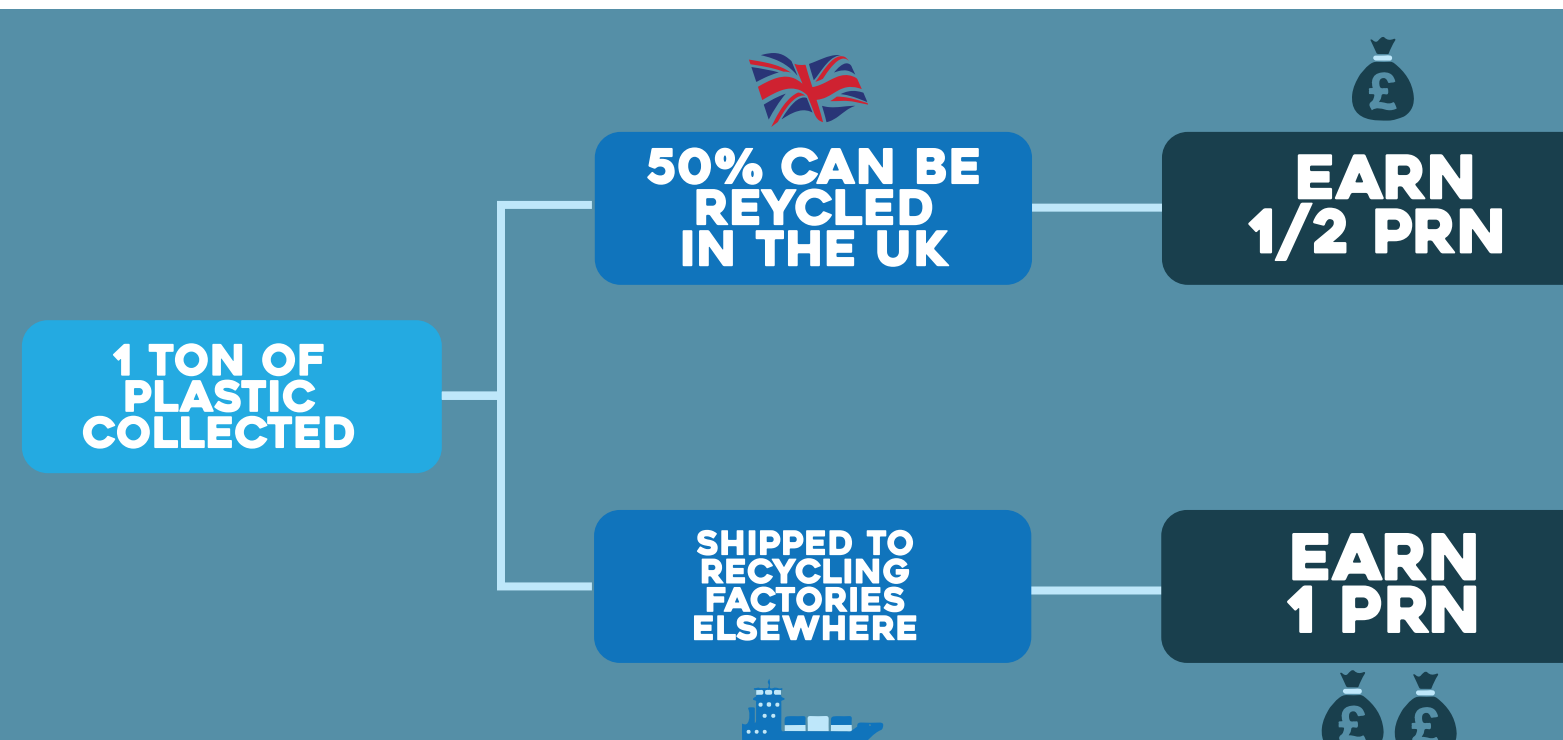 £
50% CAN BE
REYCLED
IN THE UK
EARN
1/2 PRN
1 TON OF
PLASTIC
COLLECTED
SHIPPED TO
RECYCLING
FACTORIES
ELSEWHERE
EARN
1 PRN
£ £